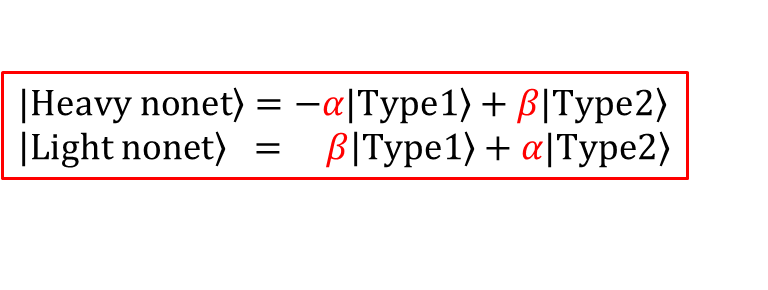 |Heavy nonet⟩ = −α|Type1⟩ + β|Type2⟩
|Light nonet⟩ = β|Type1⟩ + α|Type2⟩